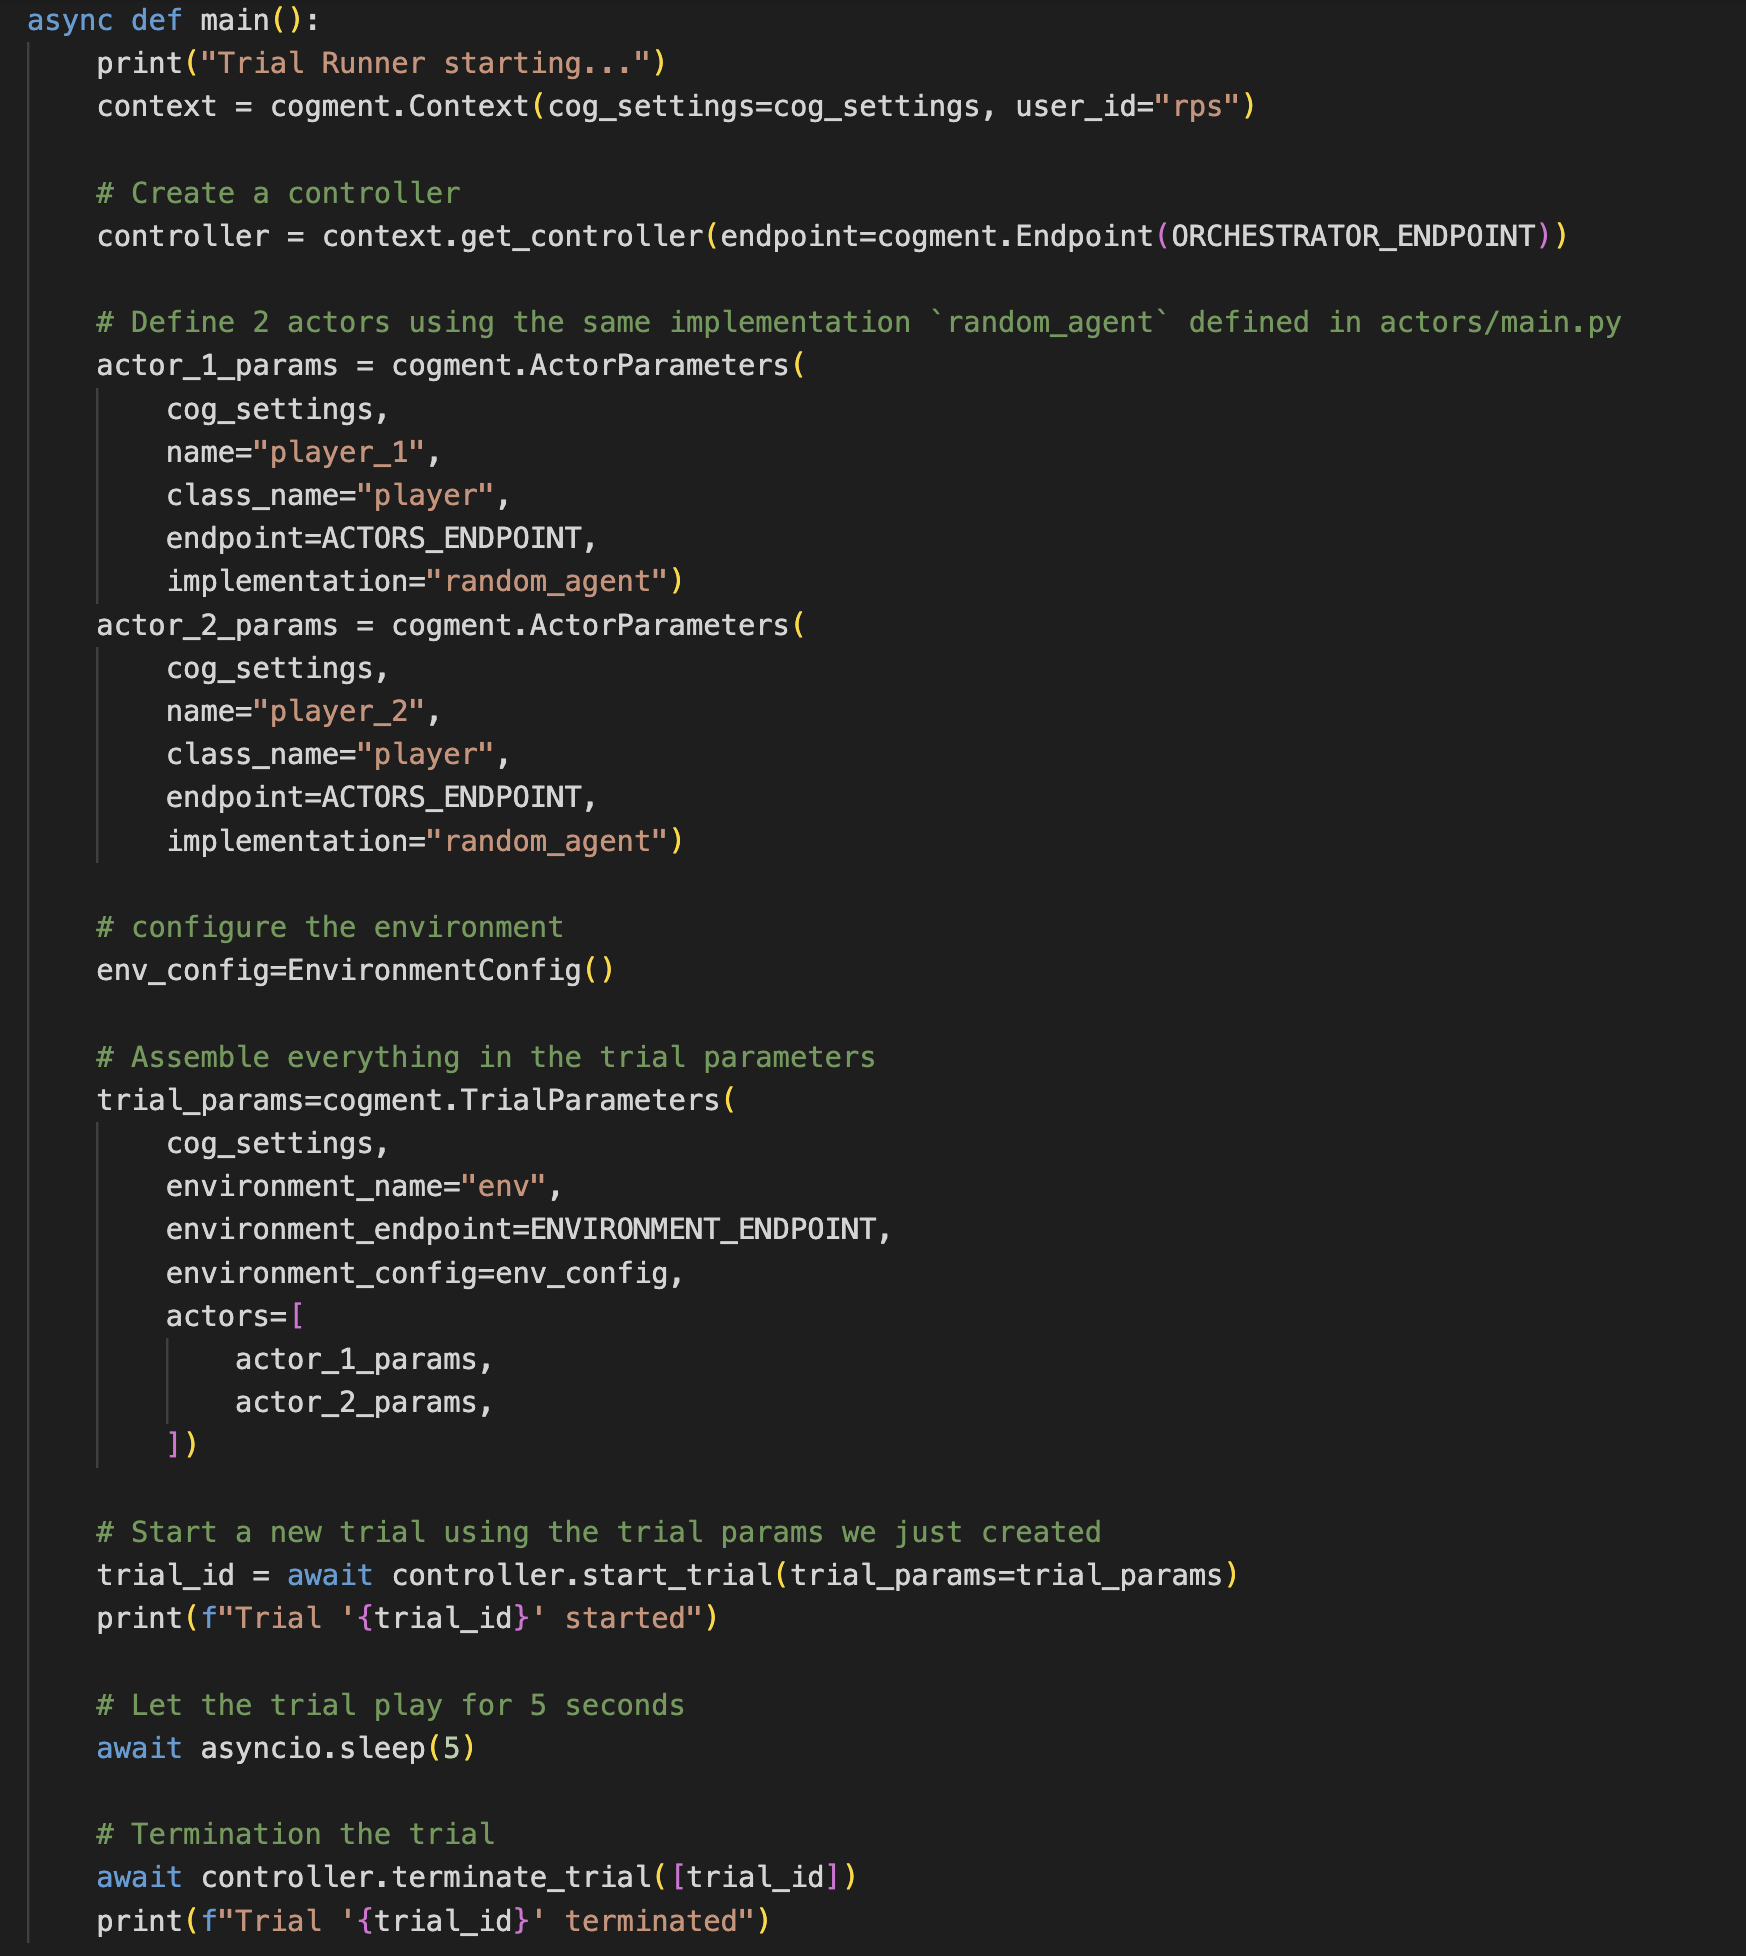 async def main():
    print("Trial Runner starting...")
    context = cogment.Context(cog_settings=cog_settings, user_id="rps")

    # Create a controller
    controller = context.get_controller(endpoint=cogment.Endpoint(ORCHESTRATOR_ENDPOINT))

    # Define 2 actors using the same implementation `random_agent` defined in actors/main.py
    actor_1_params = cogment.ActorParameters(
        cog_settings,
        name="player_1",
        class_name="player",
        endpoint=ACTORS_ENDPOINT,
        implementation="random_agent")
    actor_2_params = cogment.ActorParameters(
        cog_settings,
        name="player_2",
        class_name="player",
        endpoint=ACTORS_ENDPOINT,
        implementation="random_agent")

    # configure the environment
    env_config=EnvironmentConfig()

    # Assemble everything in the trial parameters
    trial_params=cogment.TrialParameters(
        cog_settings,
        environment_name="env",
        environment_endpoint=ENVIRONMENT_ENDPOINT,
        environment_config=env_config,
        actors=[
            actor_1_params,
            actor_2_params,
        ])

    # Start a new trial using the trial params we just created
    trial_id = await controller.start_trial(trial_params=trial_params)
    print(f"Trial '{trial_id}' started")

    # Let the trial play for 5 seconds
    await asyncio.sleep(5)

    # Termination the trial
    await controller.terminate_trial([trial_id])
    print(f"Trial '{trial_id}' terminated")